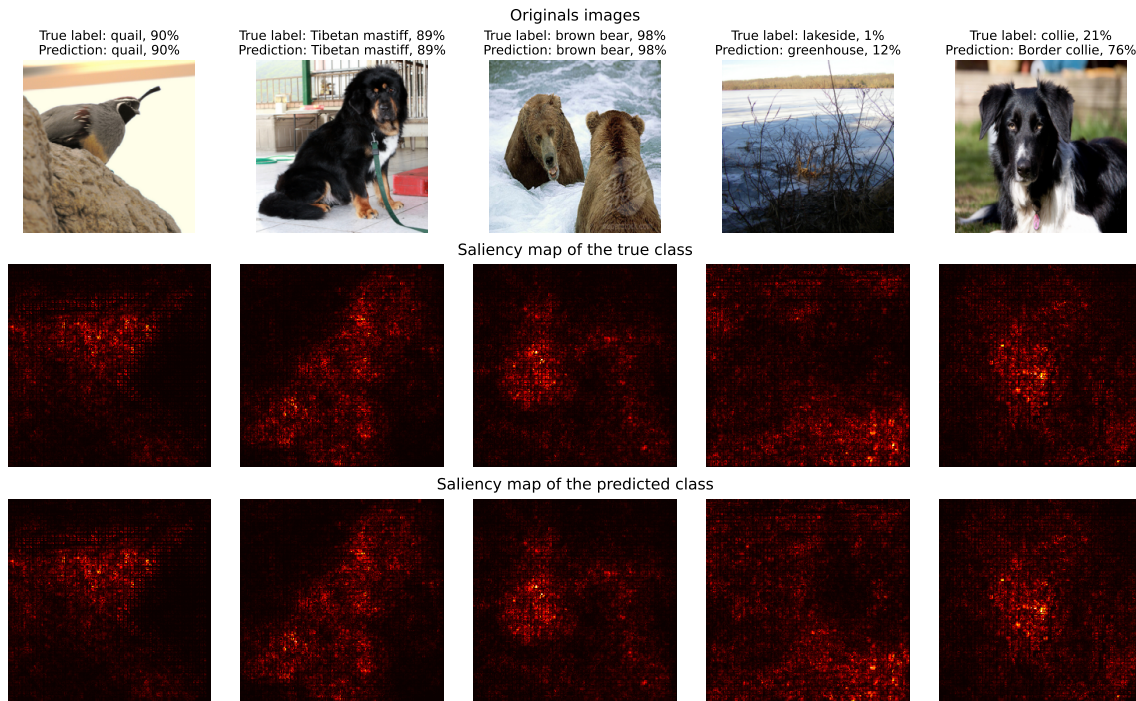 Originals images
True label: quail, 90%
Prediction: quail, 90%
True label: Tibetan mastiff, 89%
Prediction: Tibetan mastiff, 89%
True label: brown bear, 98%
Prediction: brown bear, 98%
True label: lakeside, 1%
Prediction: greenhouse, 12%
True label: collie, 21%
Prediction: Border collie, 76%
Saliency map of the true class
Saliency map of the predicted class